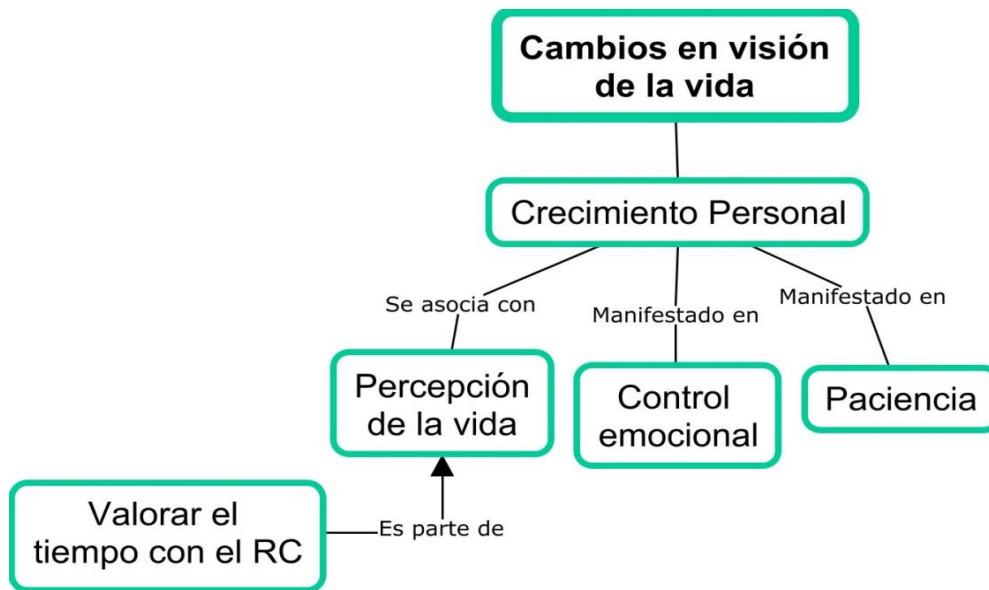 Cambios en visión
de la vida
Crecimiento Personal
Se asocia con
Manifestado en
Manifestado en
Percepción
de la vida
Control
emocional
Paciencia
Valorar el
tiempo con el RC
Es parte de